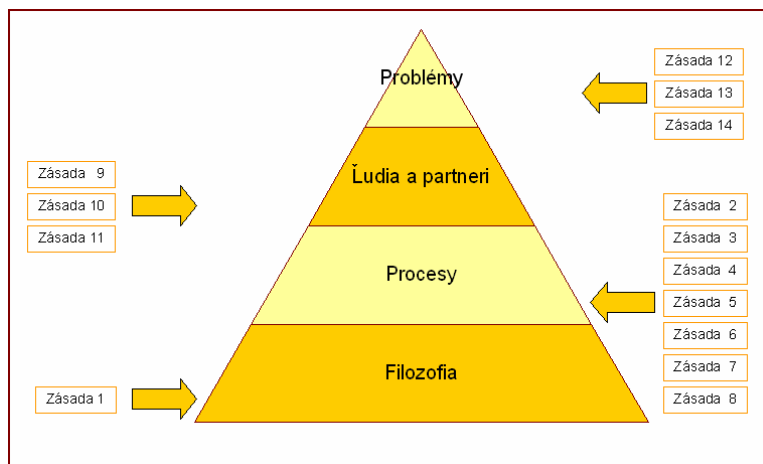 Problémy
Ľudia a partneri
Procesy
Filozofia
Zásada 12
Zásada 13
Zásada 14
Zásada 9
Zásada 10
Zásada 11
Zásada 2
Zásada 3
Zásada 4
Zásada 5
Zásada 6
Zásada 7
Zásada 8
Zásada 1